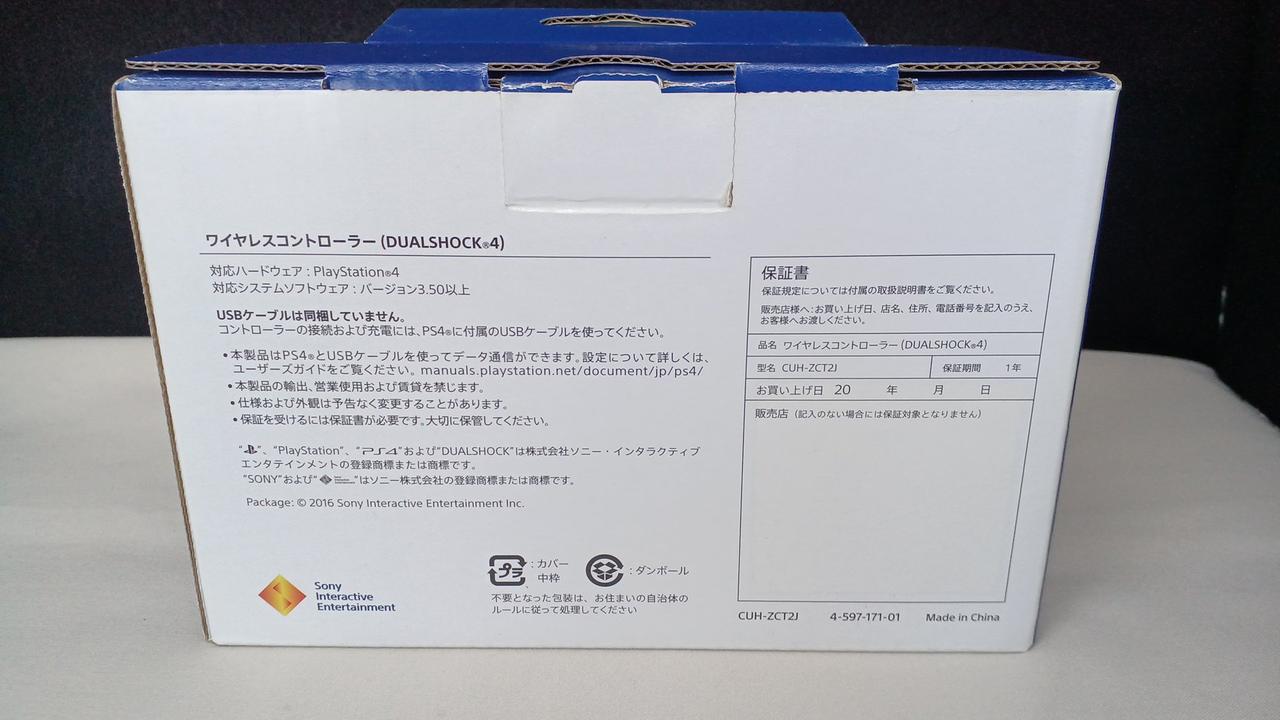 ワイヤレスコントローラー (DUALSHOCK®4)
対応ハードウェア : PlayStation®4
対応システムソフトウェア : バージョン3.50以上
USBケーブルは同梱していません。
コントローラーの接続および充電には、PS4®に付属のUSBケーブルを使ってください。
•本製品はPS4®とUSBケーブルを使ってデータ通信ができます。設定について詳しくは、
ユーザーズガイドをご覧ください。manuals.playstation.net/document/jp/ps4/
•本製品の輸出、営業使用および賃貸を禁じます。
•仕様および外観は予告なく変更することがあります。
•保証を受けるには保証書が必要です。大切に保管してください。
“ ”、“PlayStation”、“PS4”および“DUALSHOCK”は株式会社ソニー・インタラクティブ
エンタテインメントの登録商標または商標です。
“SONY”および“ ”はソニー株式会社の登録商標または商標です。
Package: © 2016 Sony Interactive Entertainment Inc.
Sony
Interactive
Entertainment
プラ : カバー、
中枠
: ダンボール
不要となった包装は、お住まいの自治体の
ルールに従って処理してください
保証書
保証規定については付属の取扱説明書をご覧ください。
販売店様へ:お買い上げ日、店名、住所、電話番号を記入のうえ、
お客様へお渡しください。
品名 ワイヤレスコントローラー (DUALSHOCK®4)
型名 CUH-ZCT2J 保証期間 1年
お買い上げ日 20 年 月 日
販売店 (記入のない場合には保証対象となりません)
CUH-ZCT2J 4-597-171-01 Made in China